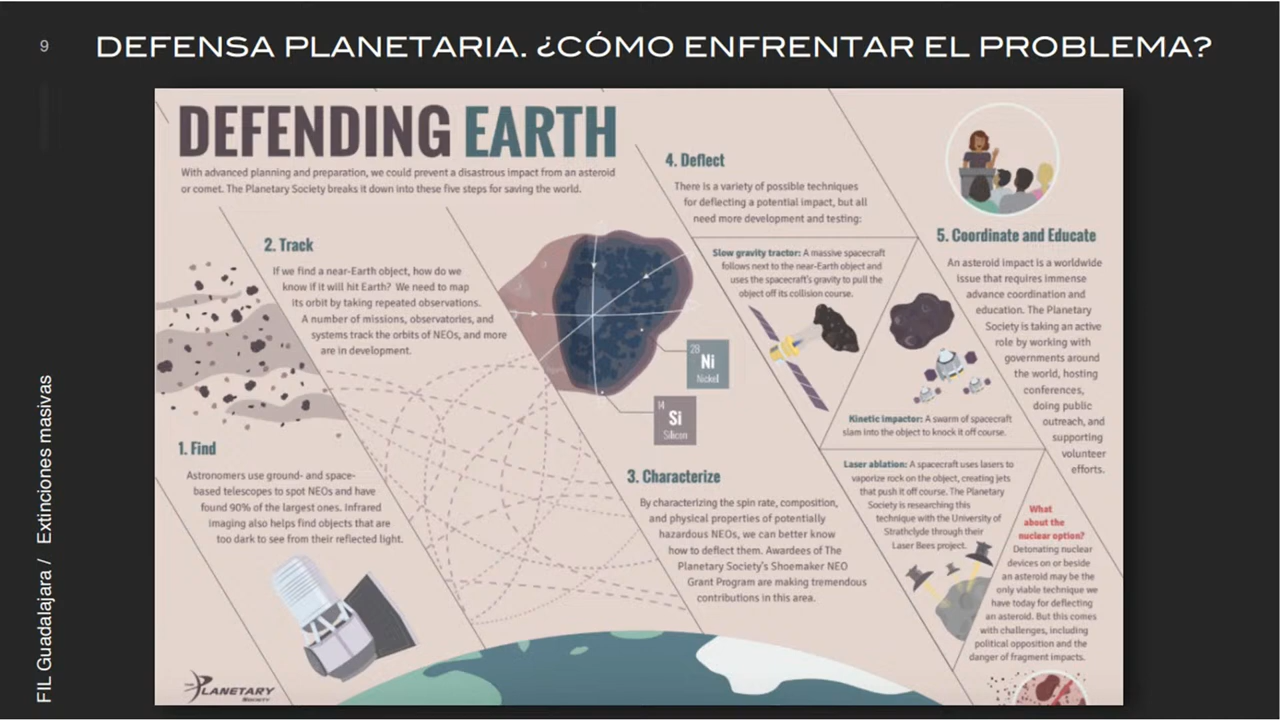 9
DEFENSA PLANETARIA. ¿CÓMO ENFRENTAR EL PROBLEMA?
FIL Guadalajara / Extinciones masivas
DEFENDING EARTH
With advanced planning and preparation, we could prevent a disastrous impact from an asteroid
or comet. The Planetary Society breaks it down into these five steps for saving the world.
1. Find
Astronomers use ground- and space-
based telescopes to spot NEOs and have
found 90% of the largest ones. Infrared
imaging also helps find objects that are
too dark to see from their reflected light.
2. Track
If we find a near-Earth object, how do we
know if it will hit Earth? We need to map
its orbit by taking repeated observations.
A number of missions, observatories, and
systems track the orbits of NEOs, and more
are in development.
28
Ni
Nickel
14
Si
Silicon
3. Characterize
By characterizing the spin rate, composition,
and physical properties of potentially
hazardous NEOs, we can better know
how to deflect them. Awardees of The
Planetary Society's Shoemaker NEO
Grant Program are making tremendous
contributions in this area.
4. Deflect
There is a variety of possible techniques
for deflecting a potential impact, but all
need more development and testing:
Slow gravity tractor: A massive spacecraft
follows next to the near-Earth object and
uses the spacecraft's gravity to pull the
object off its collision course.
Kinetic impactor: A swarm of spacecraft
slam into the object to knock it off course.
Laser ablation: A spacecraft uses lasers to
vaporize rock on the object, creating jets
that push it off course. The Planetary
Society is researching this
technique with the University of
Strathclyde through their
Laser Bees project.
What
about the
nuclear option?
Detonating nuclear
devices on or beside
an asteroid may be the
only viable technique we
have today for deflecting
an asteroid. But this comes
with challenges, including
political opposition and the
danger of fragment impacts.
5. Coordinate and Educate
An asteroid impact is a worldwide
issue that requires immense
advance coordination and
education. The Planetary
Society is taking an active
role by working with
governments around
the world, hosting
conferences,
doing public
outreach, and
supporting
volunteer
efforts.
PLANETARY
SOCIETY